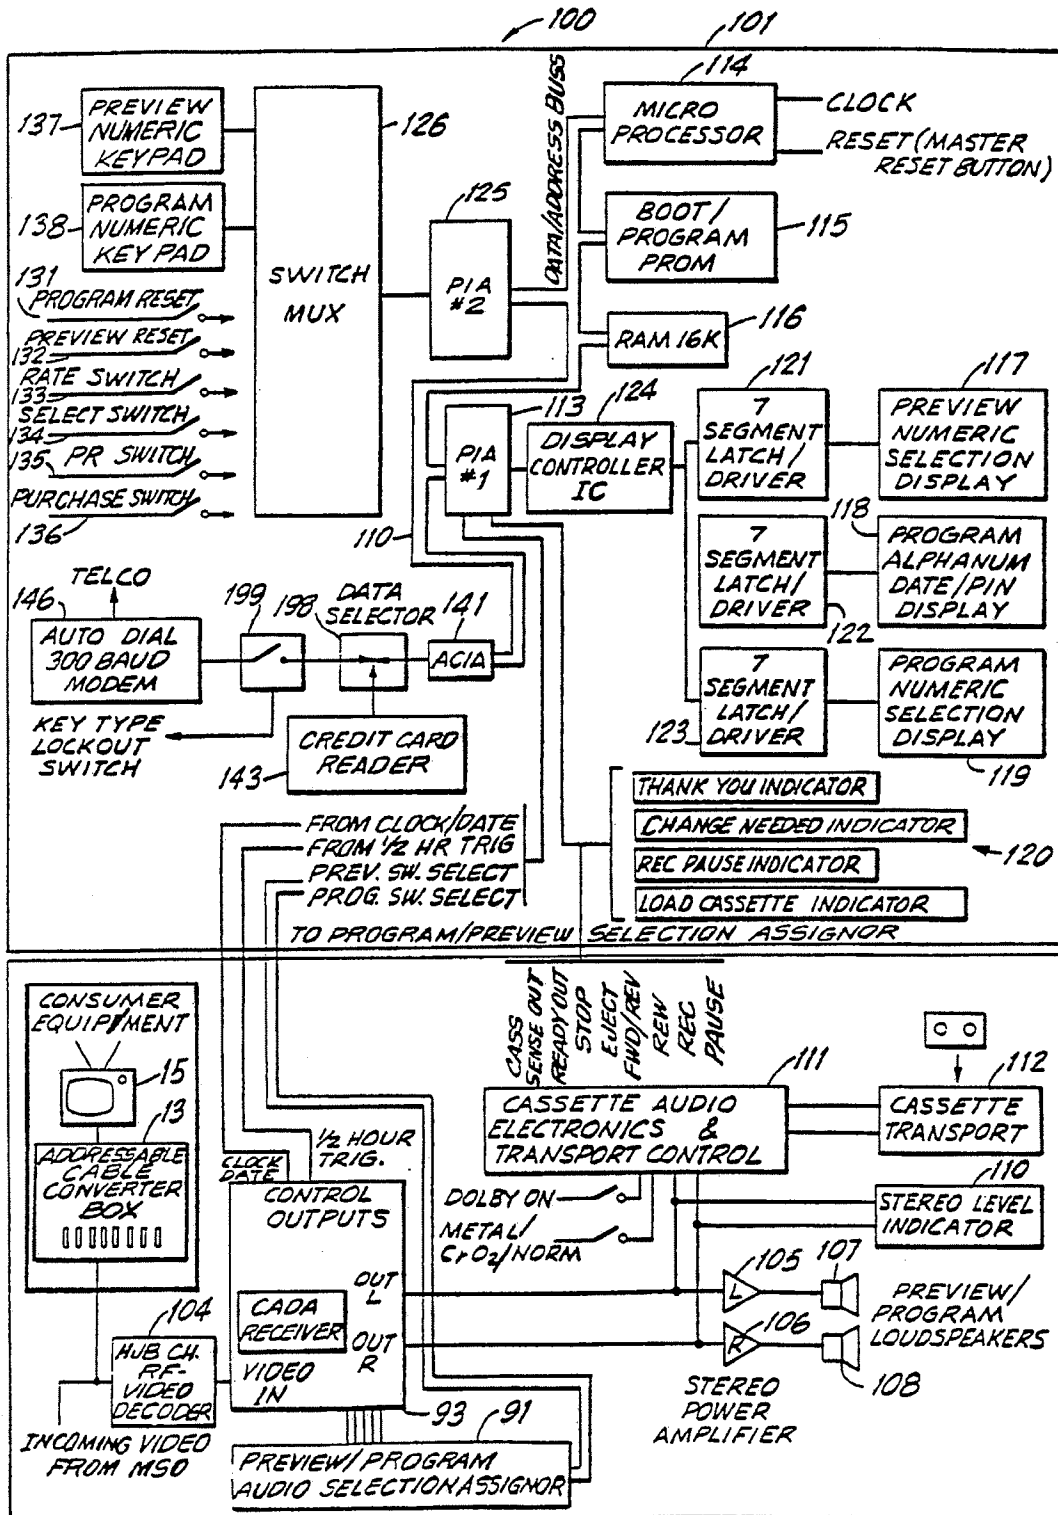 100
101
137
PREVIEW
NUMERIC
KEYPAD
138
PROGRAM
NUMERIC
KEY PAD
131
PROGRAM RESET
PREVIEW RESET
132
RATE SWITCH
133
SELECT SWITCH
134
135
PR SWITCH
PURCHASE SWITCH
136
126
SWITCH
MUX
125
PIA
#2
DATA/ADDRESS BUSS
114
MICRO
PROCESSOR
CLOCK
RESET (MASTER
RESET BUTTON)
BOOT/
PROGRAM
PROM
115
RAM 16K
116
113
PIA
#1
124
DISPLAY
CONTROLLER
IC
121
7
SEGMENT
LATCH/
DRIVER
117
PREVIEW
NUMERIC
SELECTION
DISPLAY
7
SEGMENT
LATCH/
DRIVER
122
118
PROGRAM
ALPHANUM
DATE/PIN
DISPLAY
7
SEGMENT
LATCH/
DRIVER
123
PROGRAM
NUMERIC
SELECTION
DISPLAY
119
110
TELCO
146
AUTO DIAL
300 BAUD
MODEM
199
198
DATA
SELECTOR
141
ACIA
KEY TYPE
LOCKOUT
SWITCH
143
CREDIT CARD
READER
THANK YOU INDICATOR
CHANGE NEEDED INDICATOR
REC PAUSE INDICATOR
LOAD CASSETTE INDICATOR
120
FROM CLOCK/DATE
FROM 1/2 HR TRIG
PREV. SW. SELECT
PROG. SW. SELECT
TO PROGRAM/PREVIEW SELECTION ASSIGNOR
CONSUMER
EQUIPMENT
15
13
ADDRESSABLE
CABLE
CONVERTER
BOX
104
HUB CH.
RF-
VIDEO
DECODER
INCOMING VIDEO
FROM MSO
CLOCK
DATE
1/2 HOUR
TRIG.
CONTROL
OUTPUTS
OUT
L
CADA
RECEIVER
OUT
R
VIDEO
IN
93
91
PREVIEW/PROGRAM
AUDIO SELECTION ASSIGNOR
CASS
SENSE OUT
READY OUT
STOP
EJECT
FWD/REV
REW
REC
PAUSE
111
CASSETTE AUDIO
ELECTRONICS &
TRANSPORT CONTROL
112
CASSETTE
TRANSPORT
DOLBY ON
METAL/
CrO2/NORM
110
STEREO LEVEL
INDICATOR
105
L
107
106
R
108
PREVIEW/
PROGRAM
LOUDSPEAKERS
STEREO
POWER
AMPLIFIER